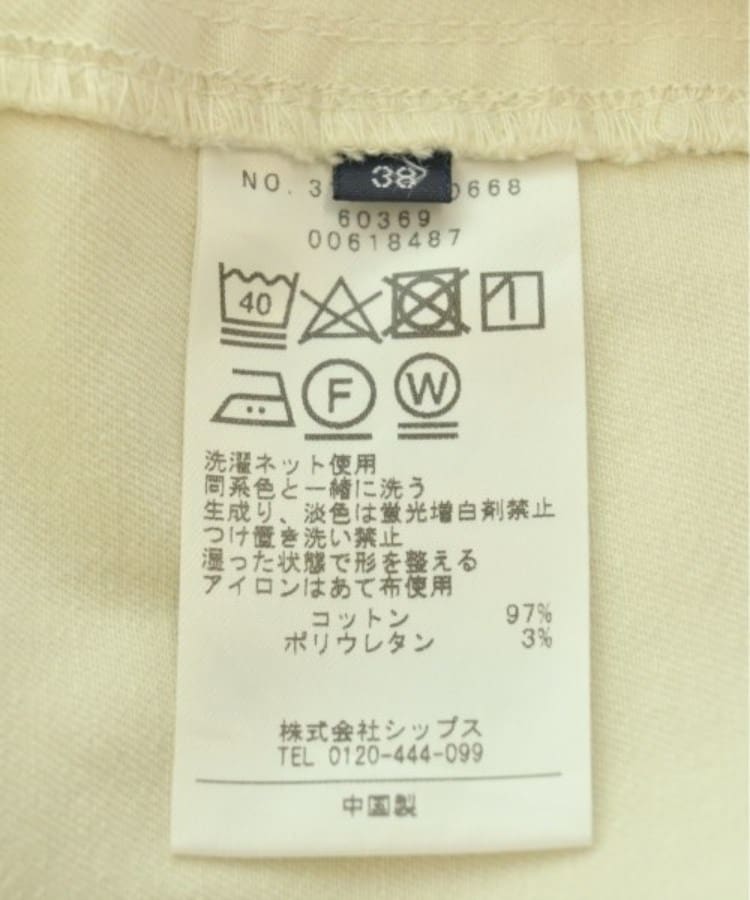 38
NO. 3 668
60369
00618487
40
F
W
洗濯ネット使用
同系色と一緒に洗う
生成り、淡色は蛍光増白剤禁止
つけ置き洗い禁止
湿った状態で形を整える
アイロンはあて布使用
コットン 97%
ポリウレタン 3%
株式会社シップス
TEL 0120-444-099
中国製